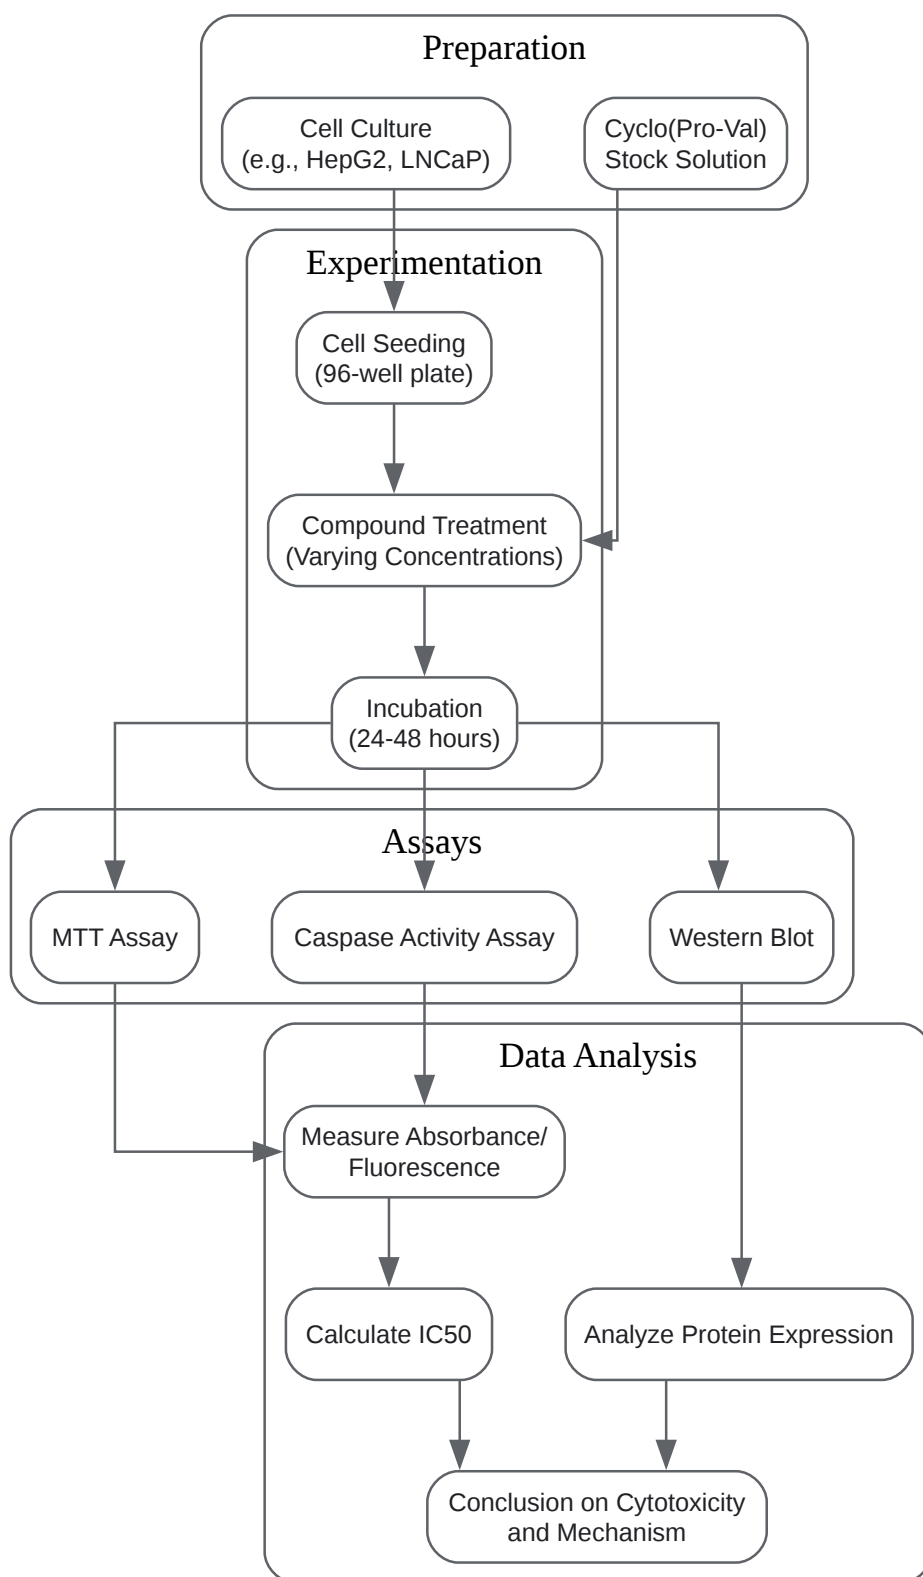 Preparation
Cell Culture
(e.g., HepG2, LNCaP)
Cyclo(Pro-Val)
Stock Solution
Experimentation
Cell Seeding
(96-well plate)
Compound Treatment
(Varying Concentrations)
Incubation
(24-48 hours)
Assays
MTT Assay
Caspase Activity Assay
Western Blot
Data Analysis
Measure Absorbance/
Fluorescence
Calculate IC50
Analyze Protein Expression
Conclusion on Cytotoxicity
and Mechanism